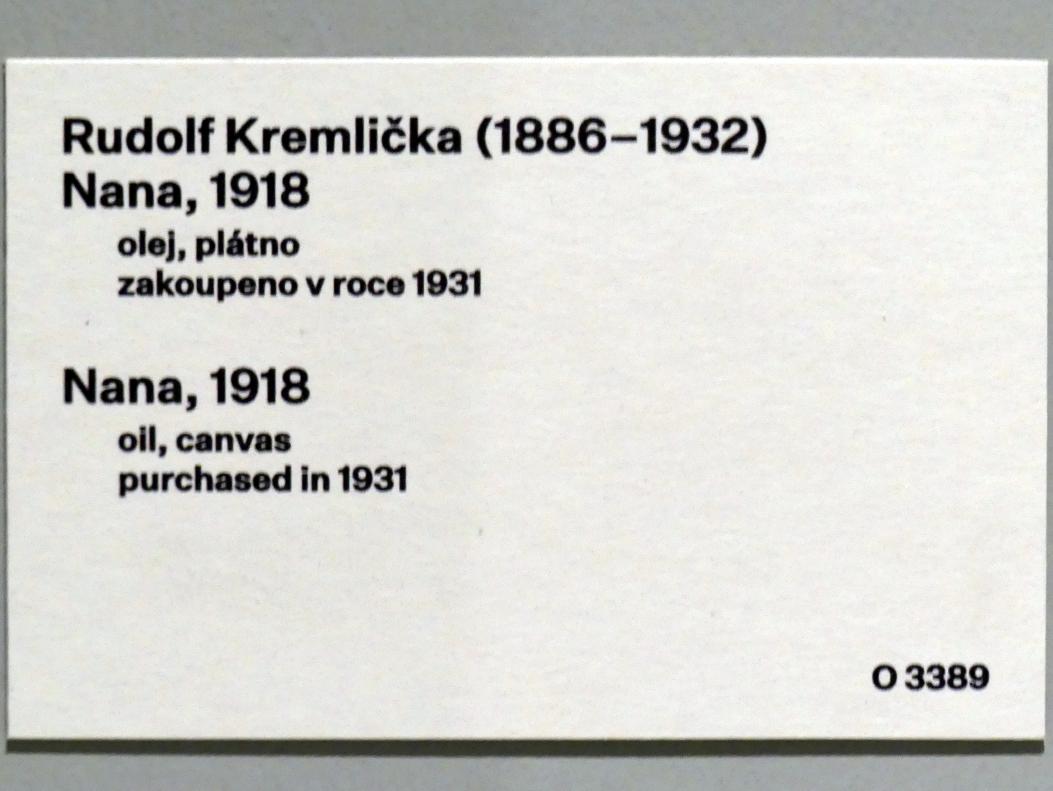 Rudolf Kremlička (1886–1932)
Nana, 1918
olej, plátno
zakoupeno v roce 1931
Nana, 1918
oil, canvas
purchased in 1931
O 3389